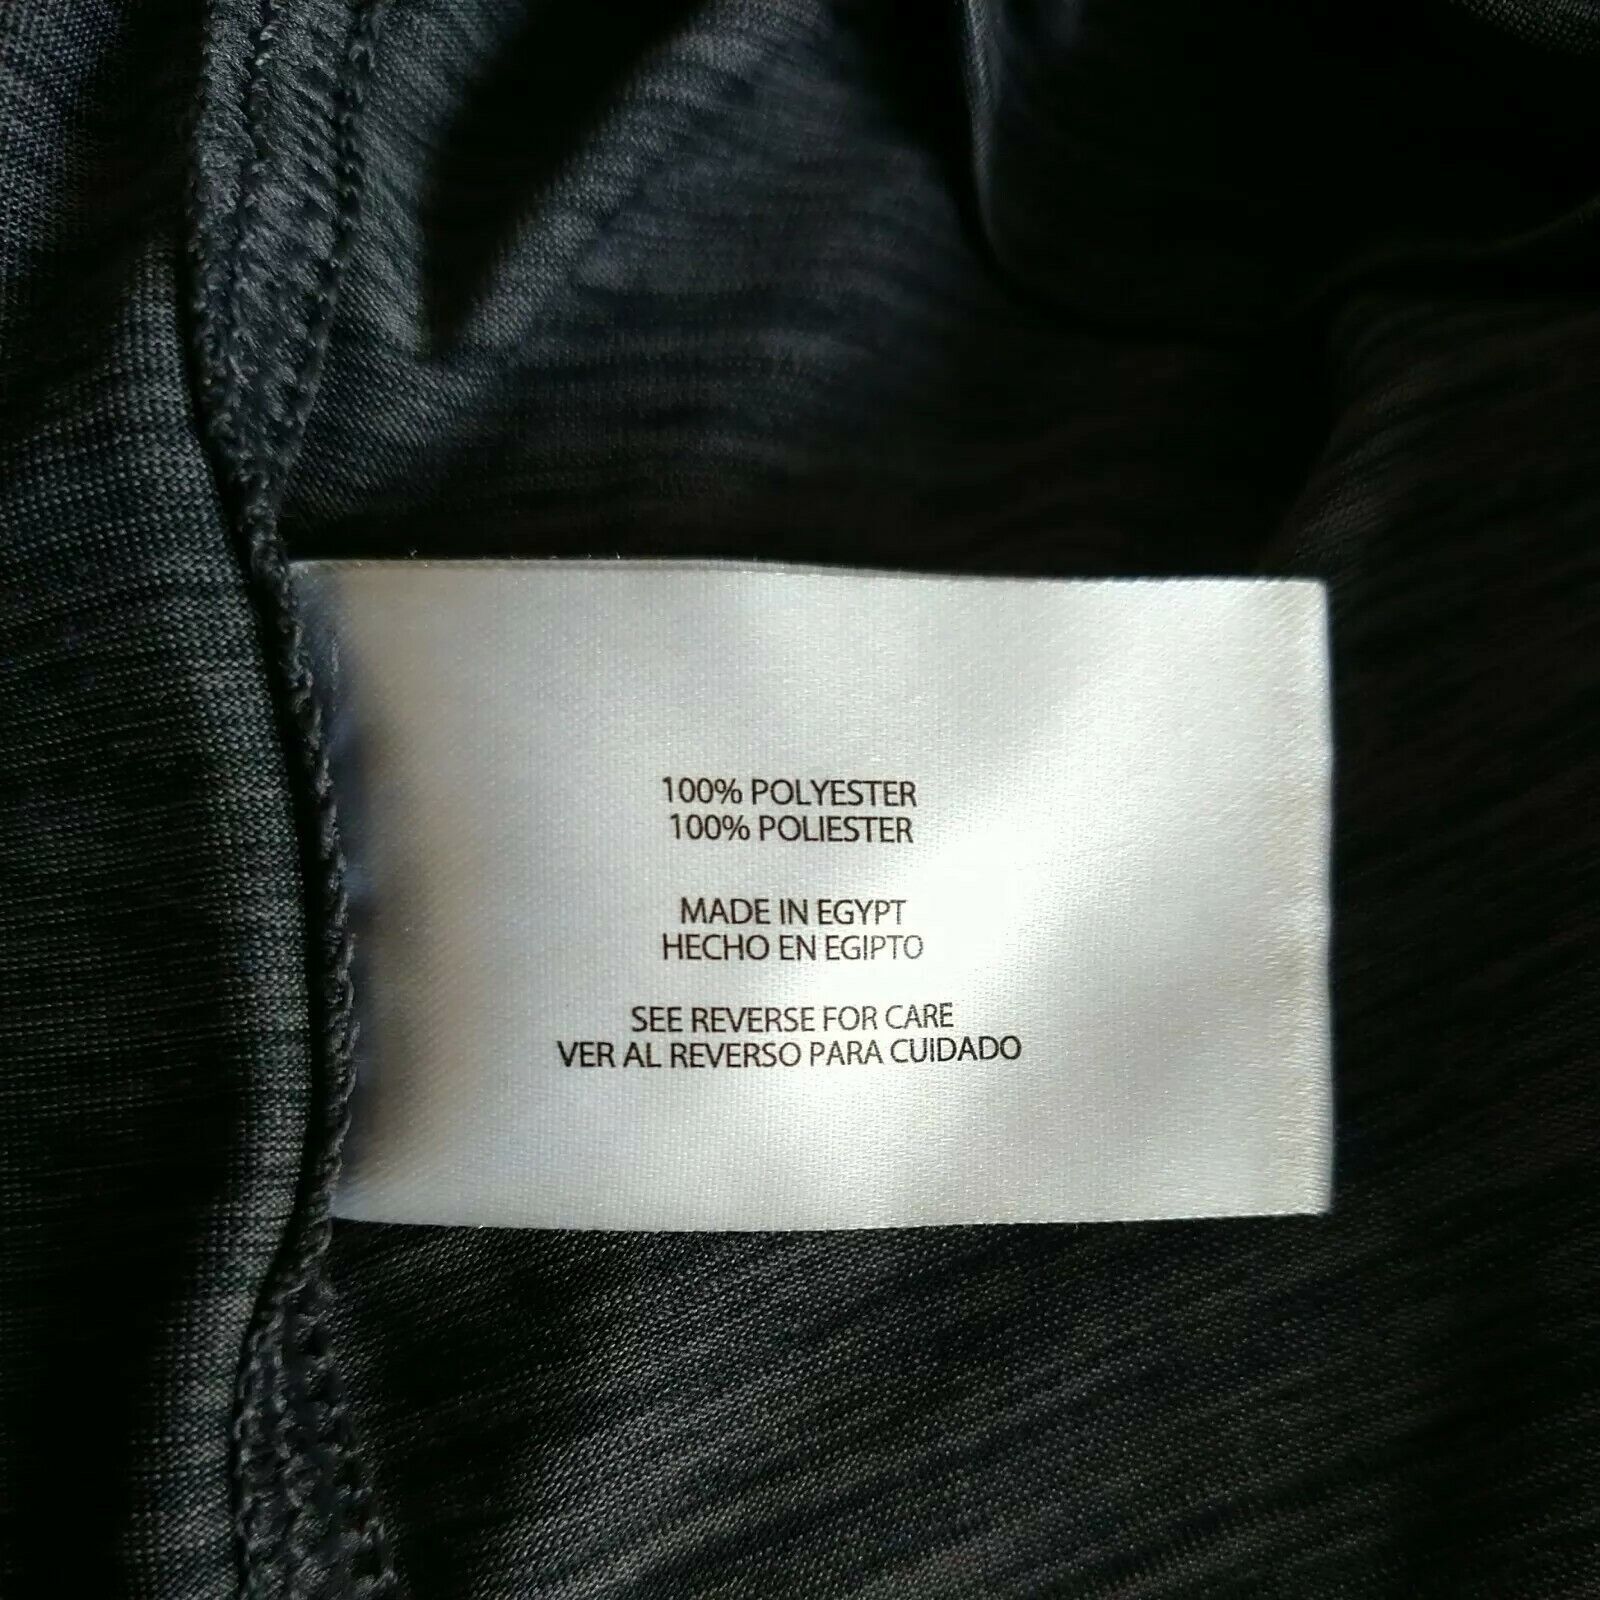 100% POLYESTER
100% POLIESTER
MADE IN EGYPT
HECHO EN EGIPTO
SEE REVERSE FOR CARE
VER AL REVERSO PARA CUIDADO